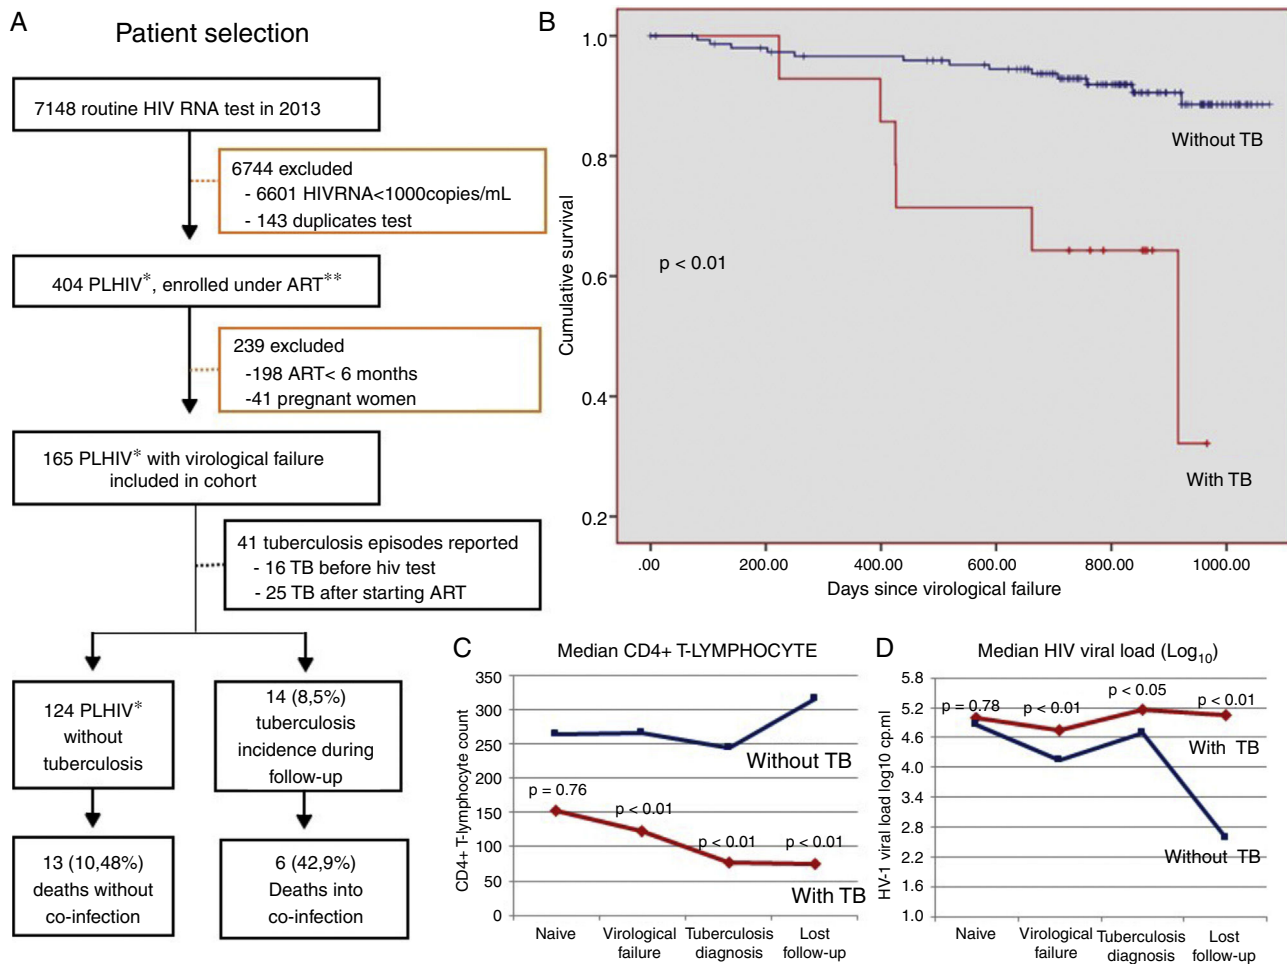 A
Patient selection
7148 routine HIV RNA test in 2013
6744 excluded
- 6601 HIVRNA<1000copies/mL
- 143 duplicates test
404 PLHIV*, enrolled under ART**
239 excluded
-198 ART< 6 months
-41 pregnant women
165 PLHIV* with virological failure
included in cohort
41 tuberculosis episodes reported
- 16 TB before hiv test
- 25 TB after starting ART
124 PLHIV*
without
tuberculosis
14 (8,5%)
tuberculosis
incidence during
follow-up
13 (10,48%)
deaths without
co-infection
6 (42,9%)
Deaths into
co-infection
B
Cumulative survival
1.0
0.8
0.6
0.4
0.2
Without TB
p < 0.01
With TB
.00 200.00 400.00 600.00 800.00 1000.00
Days since virological failure
C
Median CD4+ T-LYMPHOCYTE
CD4+ T-lymphocyte count
350
300
250
200
150
100
50
0
Without TB
p = 0.76
p < 0.01
p < 0.01
p < 0.01
With TB
Naive
Virological
failure
Tuberculosis
diagnosis
Lost
follow-up
D
Median HIV viral load (Log10)
HV-1 viral load log10 cp.ml
5.8
5.2
4.6
4.0
3.4
2.8
2.2
1.6
1.0
p = 0.78
p < 0.01
p < 0.05
p < 0.01
With TB
Without TB
Naive
Virological
failure
Tuberculosis
diagnosis
Lost
follow-up